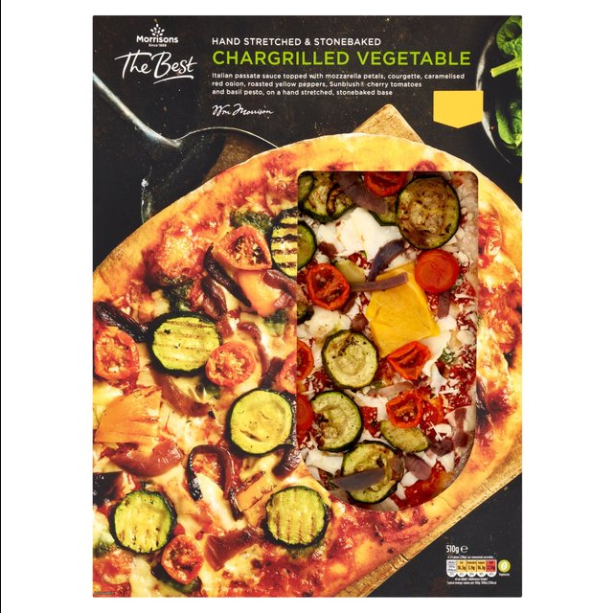 Morrisons
Since 1899
The Best
HAND STRETCHED & STONEBAKED
CHARGRILLED VEGETABLE
Italian passata sauce topped with mozzarella petals, courgette, caramelised
red onion, roasted yellow peppers, Sunblush® cherry tomatoes
and basil pesto, on a hand stretched, stonebaked base
Wm Morrison
510g e